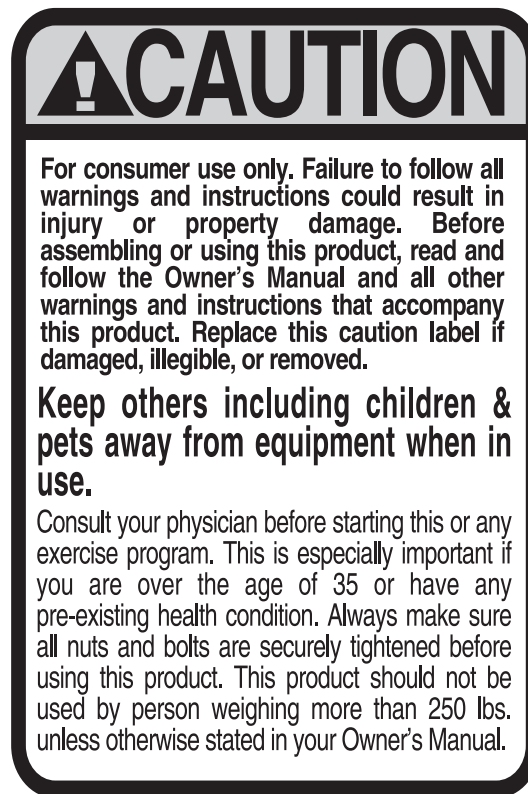 CAUTION
For consumer use only. Failure to follow all
warnings and instructions could result in
injury or property damage. Before
assembling or using this product, read and
follow the Owner's Manual and all other
warnings and instructions that accompany
this product. Replace this caution label if
damaged, illegible, or removed.
Keep others including children &
pets away from equipment when in
use.
Consult your physician before starting this or any
exercise program. This is especially important if
you are over the age of 35 or have any
pre-existing health condition. Always make sure
all nuts and bolts are securely tightened before
using this product. This product should not be
used by person weighing more than 250 lbs.
unless otherwise stated in your Owner's Manual.